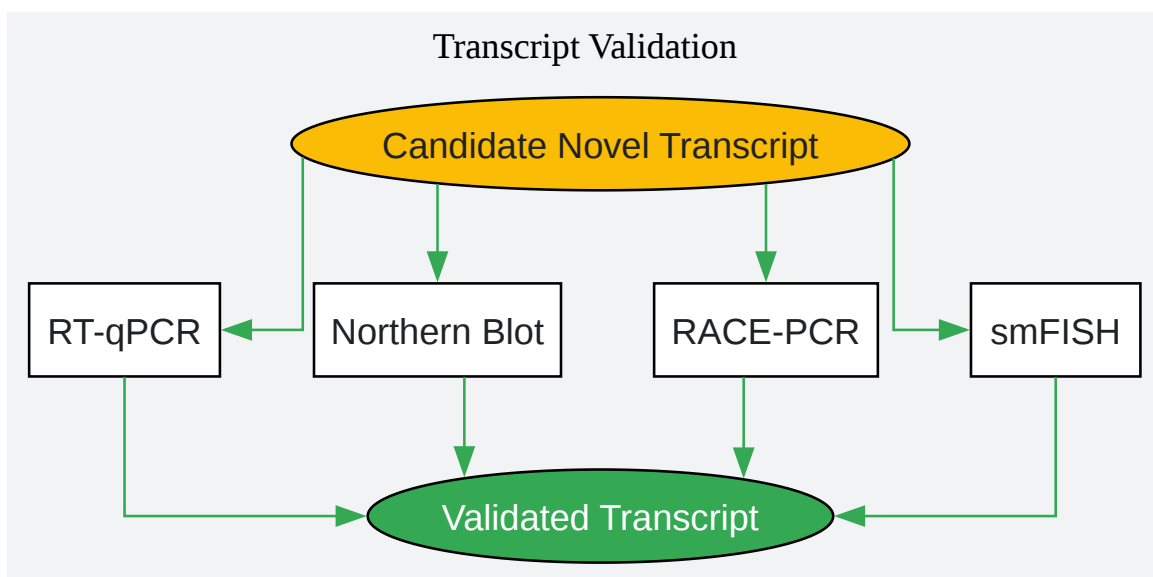 Transcript Validation
Candidate Novel Transcript
RT-qPCR
Northern Blot
RACE-PCR
smFISH
Validated Transcript